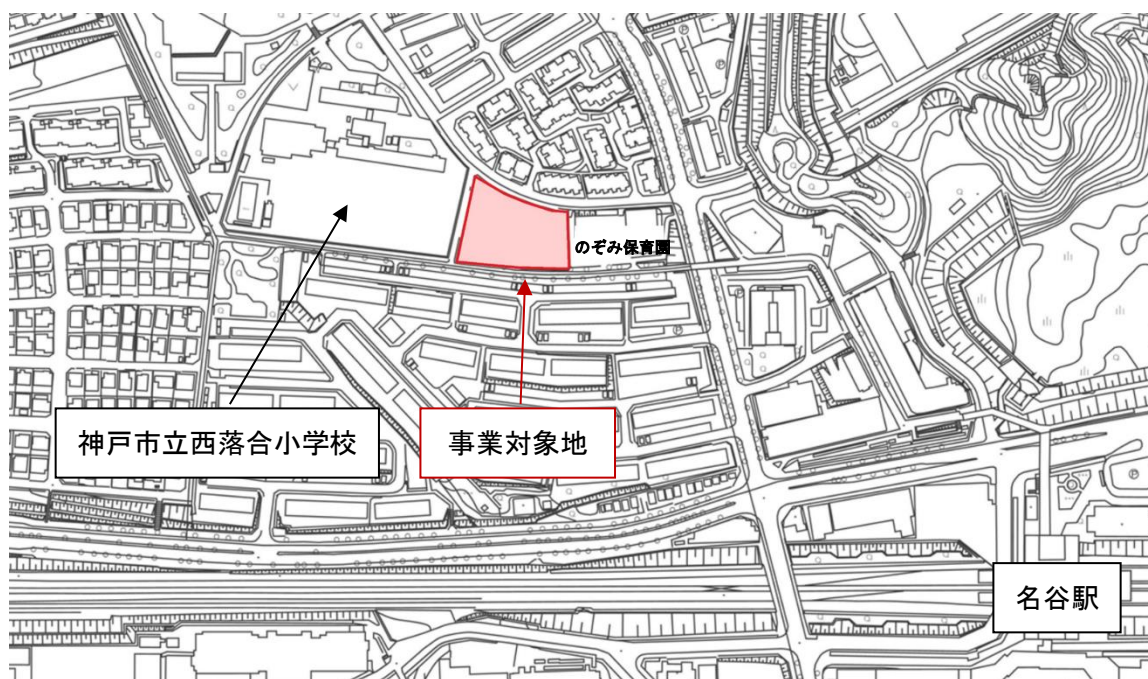 のぞみ保育園
神戸市立西落合小学校
事業対象地
名谷駅